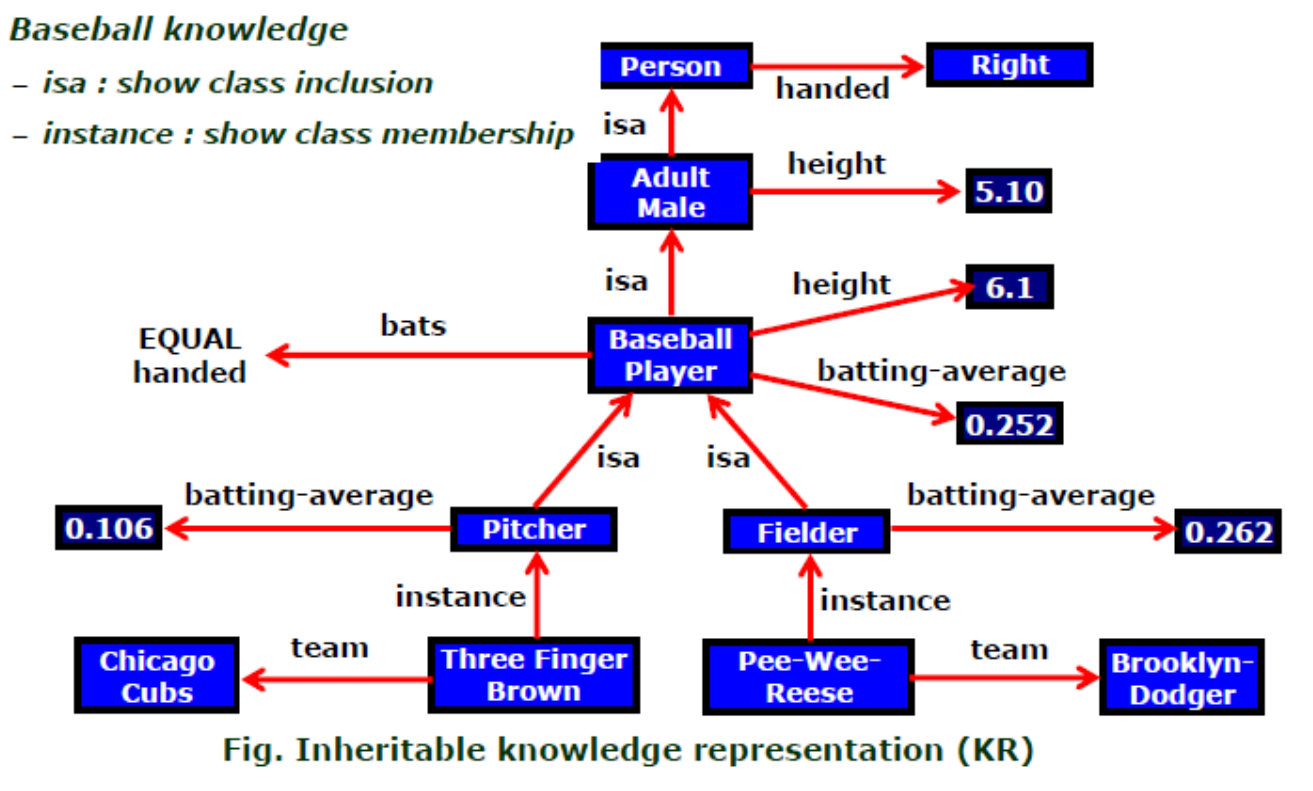 Baseball knowledge
– isa : show class inclusion
– instance : show class membership
Person
handed
Right
isa
Adult
Male
height
5.10
isa
height
6.1
EQUAL
handed
bats
Baseball
Player
batting-average
0.252
isa
isa
0.106
batting-average
Pitcher
Fielder
batting-average
0.262
instance
instance
Chicago
Cubs
team
Three Finger
Brown
Pee-Wee-
Reese
team
Brooklyn-
Dodger
Fig. Inheritable knowledge representation (KR)